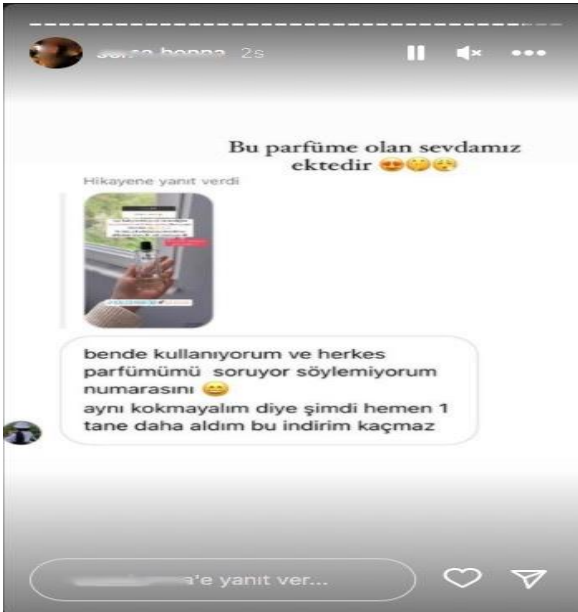 2s
Bu parfüme olan sevdamız
ektedir 😍🤫🥺
Hikayene yanıt verdi
bende kullanıyorum ve herkes
parfümümü soruyor söylemiyorum
numarasını 😄
aynı kokmayalım diye şimdi hemen 1
tane daha aldım bu indirim kaçmaz
'e yanıt ver...